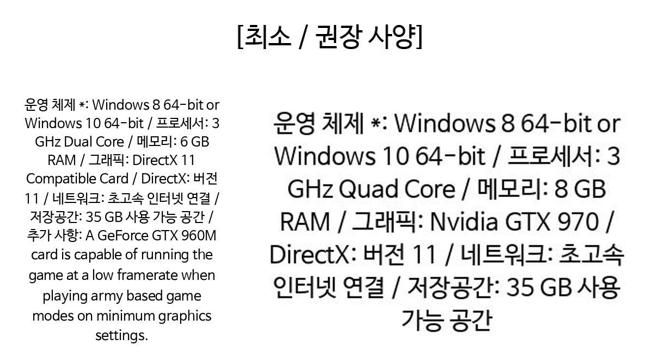 [최소 / 권장 사양]
운영 체제 *: Windows 8 64-bit or
Windows 10 64-bit / 프로세서: 3
GHz Dual Core / 메모리: 6 GB
RAM / 그래픽: DirectX 11
Compatible Card / DirectX: 버전
11 / 네트워크: 초고속 인터넷 연결 /
저장공간: 35 GB 사용 가능 공간 /
추가 사항: A GeForce GTX 960M
card is capable of running the
game at a low framerate when
playing army based game
modes on minimum graphics
settings.
운영 체제 *: Windows 8 64-bit or
Windows 10 64-bit / 프로세서: 3
GHz Quad Core / 메모리: 8 GB
RAM / 그래픽: Nvidia GTX 970 /
DirectX: 버전 11 / 네트워크: 초고속
인터넷 연결 / 저장공간: 35 GB 사용
가능 공간